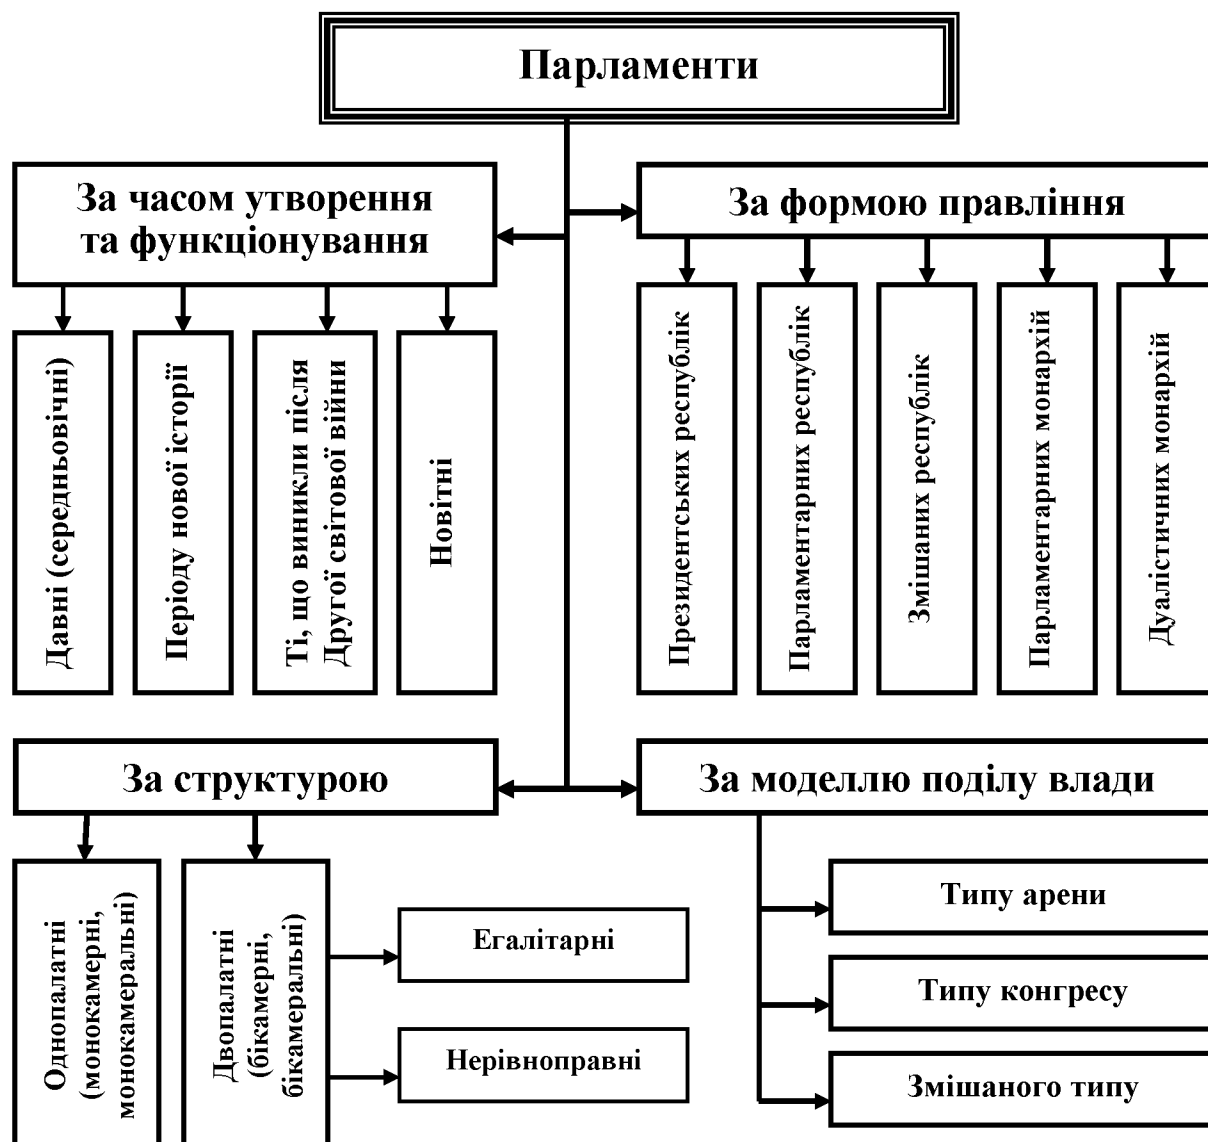 Парламенти
За часом утворення
та функціонування
Давні (середньовічні)
Періоду нової історії
Ті, що виникли після
Другої світової війни
Новітні
За формою правління
Президентських республік
Парламентарних республік
Змішаних республік
Парламентарних монархій
Дуалістичних монархій
За структурою
Однопалатні
(монокамерні,
монокамеральні)
Двопалатні
(бікамерні,
бікамеральні)
Егалітарні
Нерівноправні
За моделлю поділу влади
Типу арени
Типу конгресу
Змішаного типу